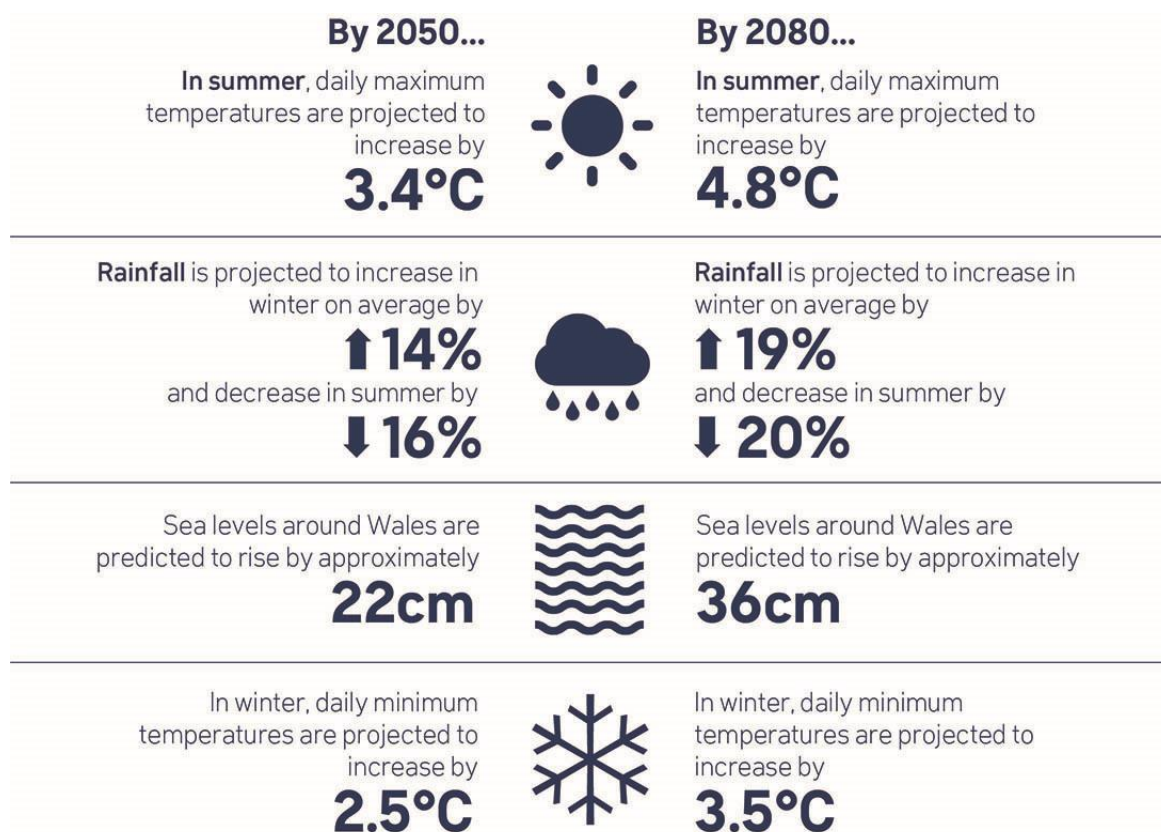 By 2050...
In summer, daily maximum
temperatures are projected to
increase by
3.4°C
By 2080...
In summer, daily maximum
temperatures are projected to
increase by
4.8°C
Rainfall is projected to increase in
winter on average by
⬆ 14%
and decrease in summer by
⬇ 16%
Rainfall is projected to increase in
winter on average by
⬆ 19%
and decrease in summer by
⬇ 20%
Sea levels around Wales are
predicted to rise by approximately
22cm
Sea levels around Wales are
predicted to rise by approximately
36cm
In winter, daily minimum
temperatures are projected to
increase by
2.5°C
In winter, daily minimum
temperatures are projected to
increase by
3.5°C